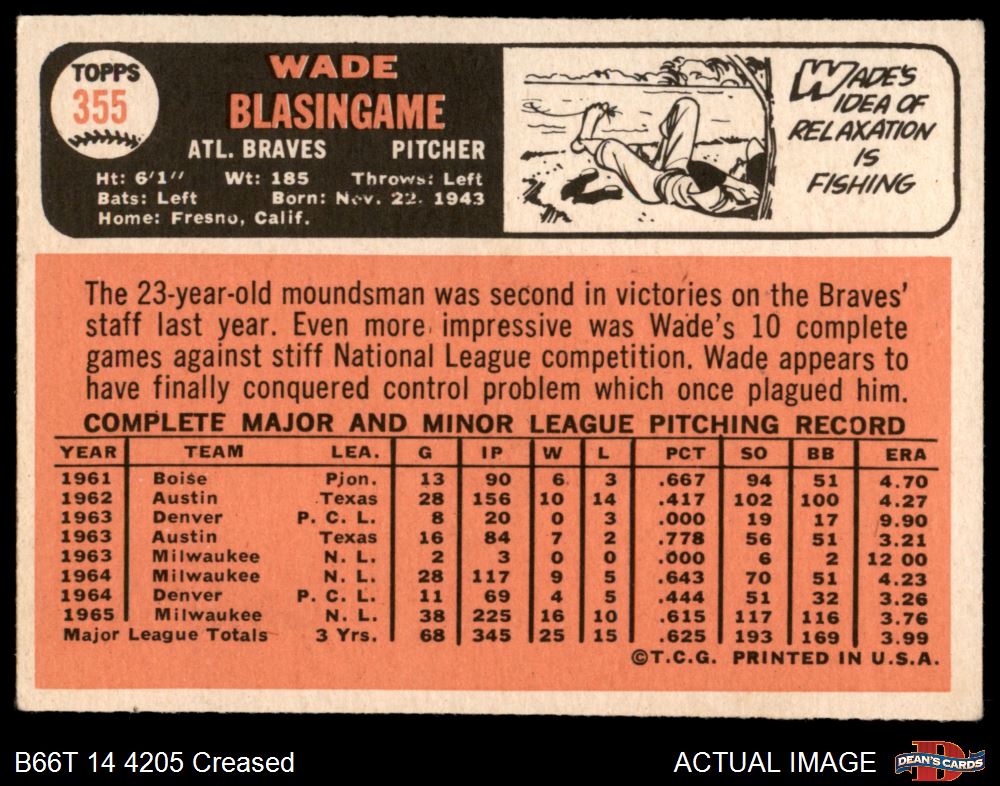 TOPPS
355
WADE
BLASINGAME
ATL. BRAVES PITCHER
Ht: 6'1" Wt: 185 Throws: Left
Bats: Left Born: Nov. 22, 1943
Home: Fresno, Calif.
WADE'S
IDEA OF
RELAXATION
IS
FISHING
The 23-year-old moundsman was second in victories on the Braves'
staff last year. Even more impressive was Wade's 10 complete
games against stiff National League competition. Wade appears to
have finally conquered control problem which once plagued him.
COMPLETE MAJOR AND MINOR LEAGUE PITCHING RECORD
YEAR TEAM LEA. G IP W L PCT SO BB ERA
1961 Boise Pion. 13 90 6 3 .667 94 51 4.70
1962 Austin Texas 28 156 10 14 .417 102 100 4.27
1963 Denver P. C. L. 8 20 0 3 .000 19 17 9.90
1963 Austin Texas 16 84 7 2 .778 56 51 3.21
1963 Milwaukee N. L. 2 3 0 0 .000 6 2 12 00
1964 Milwaukee N. L. 28 117 9 5 .643 70 51 4.23
1964 Denver P. C. L. 11 69 4 5 .444 51 32 3.26
1965 Milwaukee N. L. 38 225 16 10 .615 117 116 3.76
Major League Totals 3 Yrs. 68 345 25 15 .625 193 169 3.99
©T.C.G. PRINTED IN U.S.A.
B66T 14 4205 Creased
ACTUAL IMAGE
D
DEAN'S CARDS